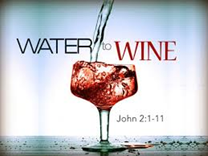 WATER to WINE
John 2:1-11